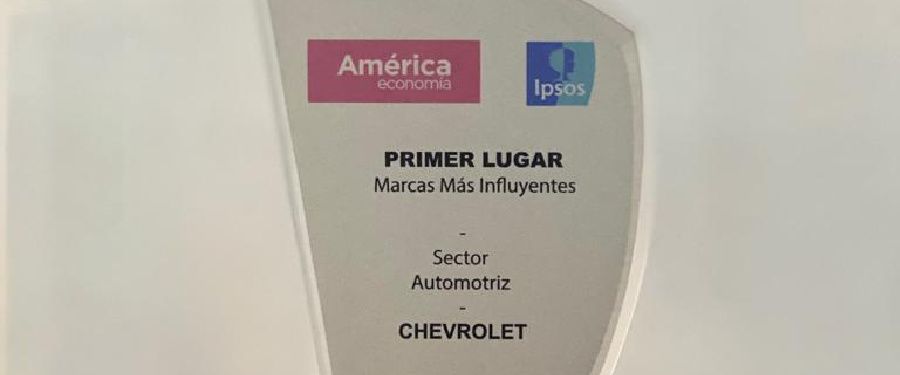 América
economía
Ipsos
PRIMER LUGAR
Marcas Más Influyentes
-
Sector
Automotriz
-
CHEVROLET